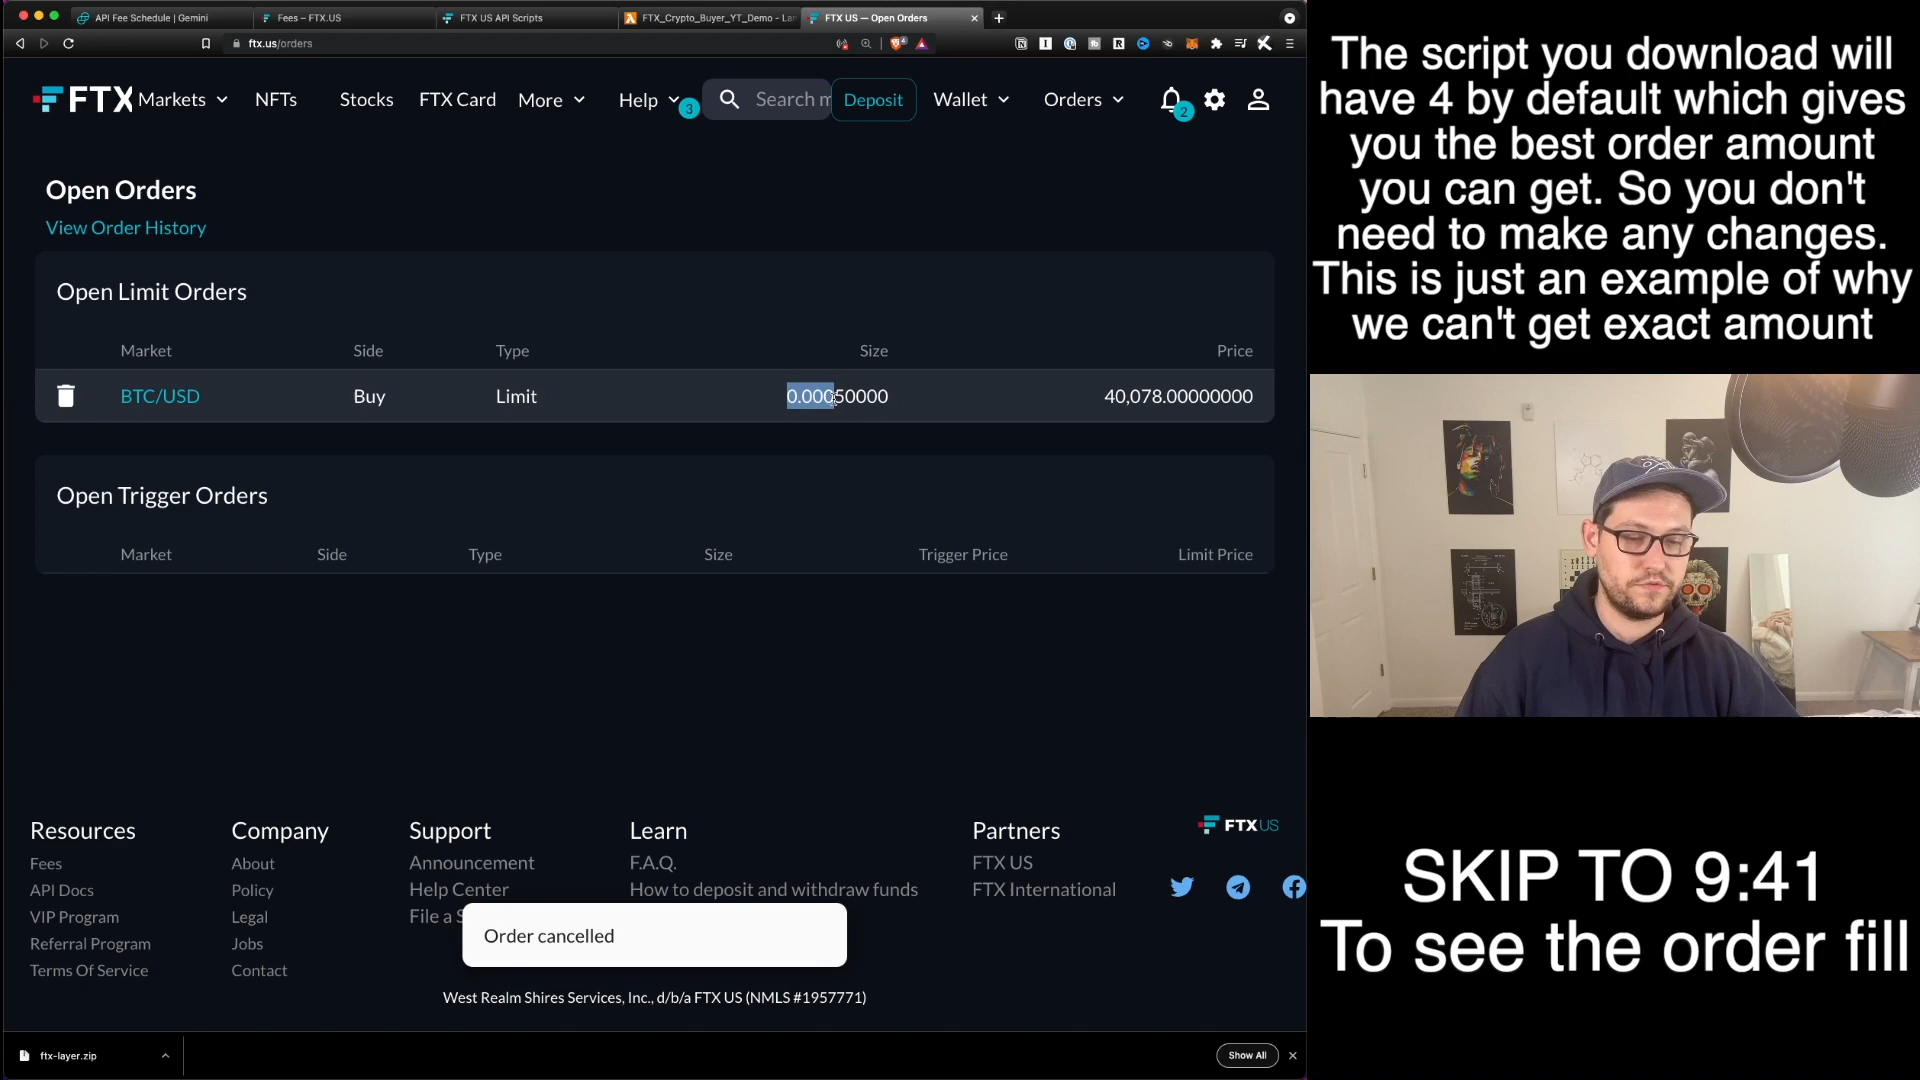 API Fee Schedule | Gemini
Fees – FTX.US
FTX US API Scripts
FTX_Crypto_Buyer_YT_Demo - La
FTX US — Open Orders
ftx.us/orders
FTX
Markets
NFTs
Stocks
FTX Card
More
Help
3
Search m
Deposit
Wallet
Orders
2
Open Orders
View Order History
Open Limit Orders
Market Side Type Size Price
BTC/USD Buy Limit 0.00050000 40,078.00000000
Open Trigger Orders
Market Side Type Size Trigger Price Limit Price
Resources
Fees
API Docs
VIP Program
Referral Program
Terms Of Service
Company
About
Policy
Legal
Jobs
Contact
Support
Announcement
Help Center
File a S
Learn
F.A.Q.
How to deposit and withdraw funds
Partners
FTX US
FTX International
FTX US
Order cancelled
West Realm Shires Services, Inc., d/b/a FTX US (NMLS #1957771)
ftx-layer.zip
Show All
The script you download will
have 4 by default which gives
you the best order amount
you can get. So you don't
need to make any changes.
This is just an example of why
we can't get exact amount
SKIP TO 9:41
To see the order fill